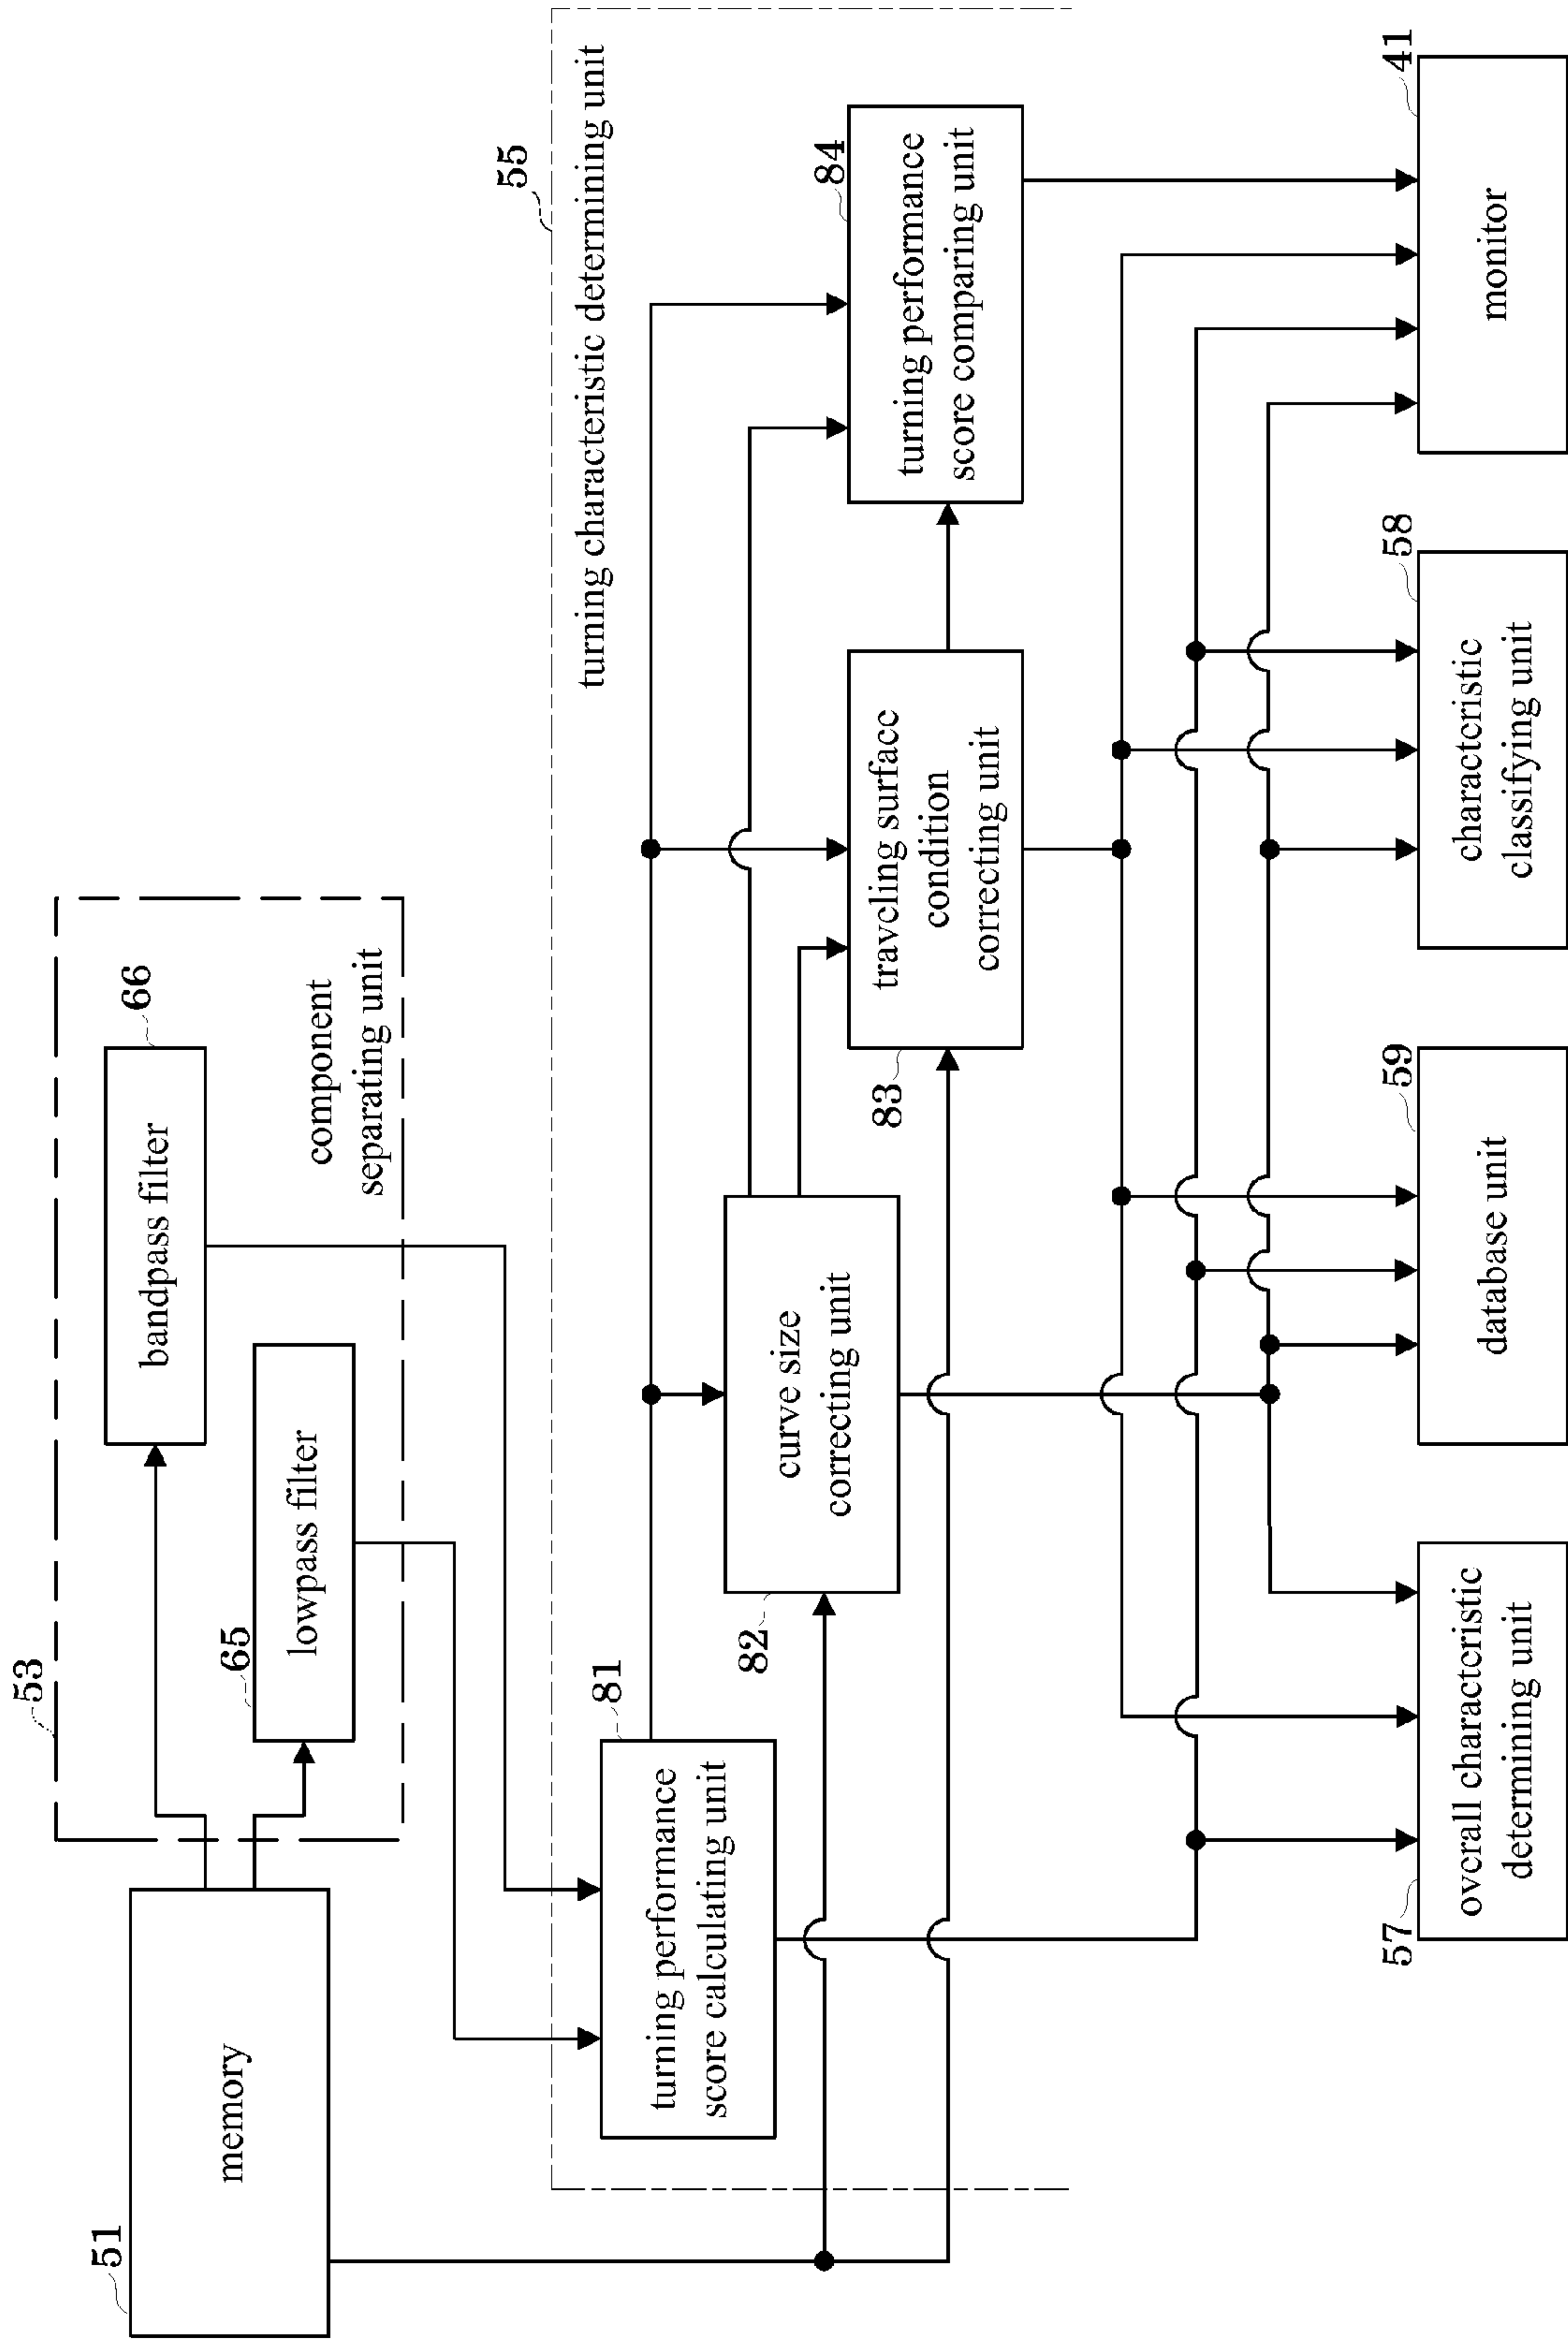 53
66
bandpass filter
component
separating unit
65
lowpass filter
51
memory
55
turning characteristic determining unit
81
turning performance
score calculating unit
82
curve size
correcting unit
83
traveling surface
condition
correcting unit
84
turning performance
score comparing unit
57
overall characteristic
determining unit
59
database unit
58
characteristic
classifying unit
41
monitor